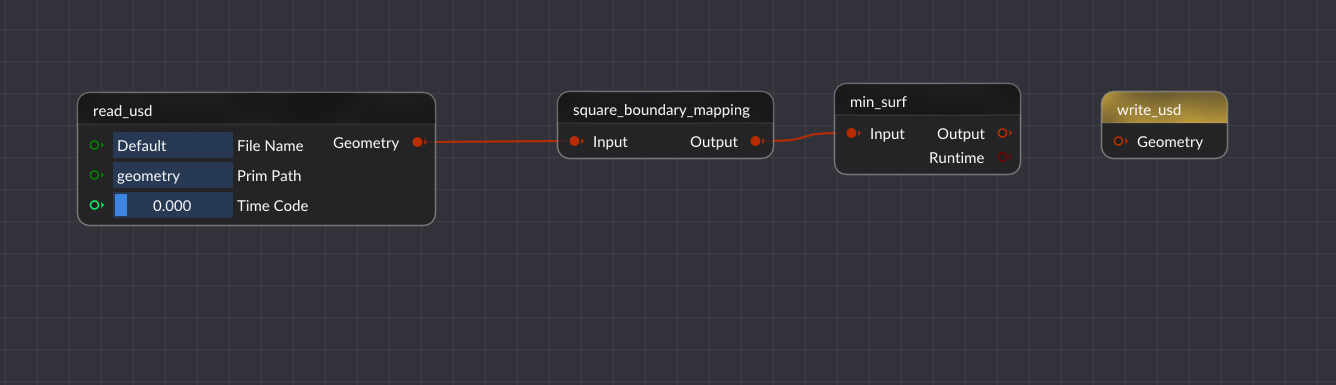 read_usd
Default File Name Geometry
geometry Prim Path
0.000 Time Code
square_boundary_mapping
Input Output
min_surf
Input Output
Runtime
write_usd
Geometry